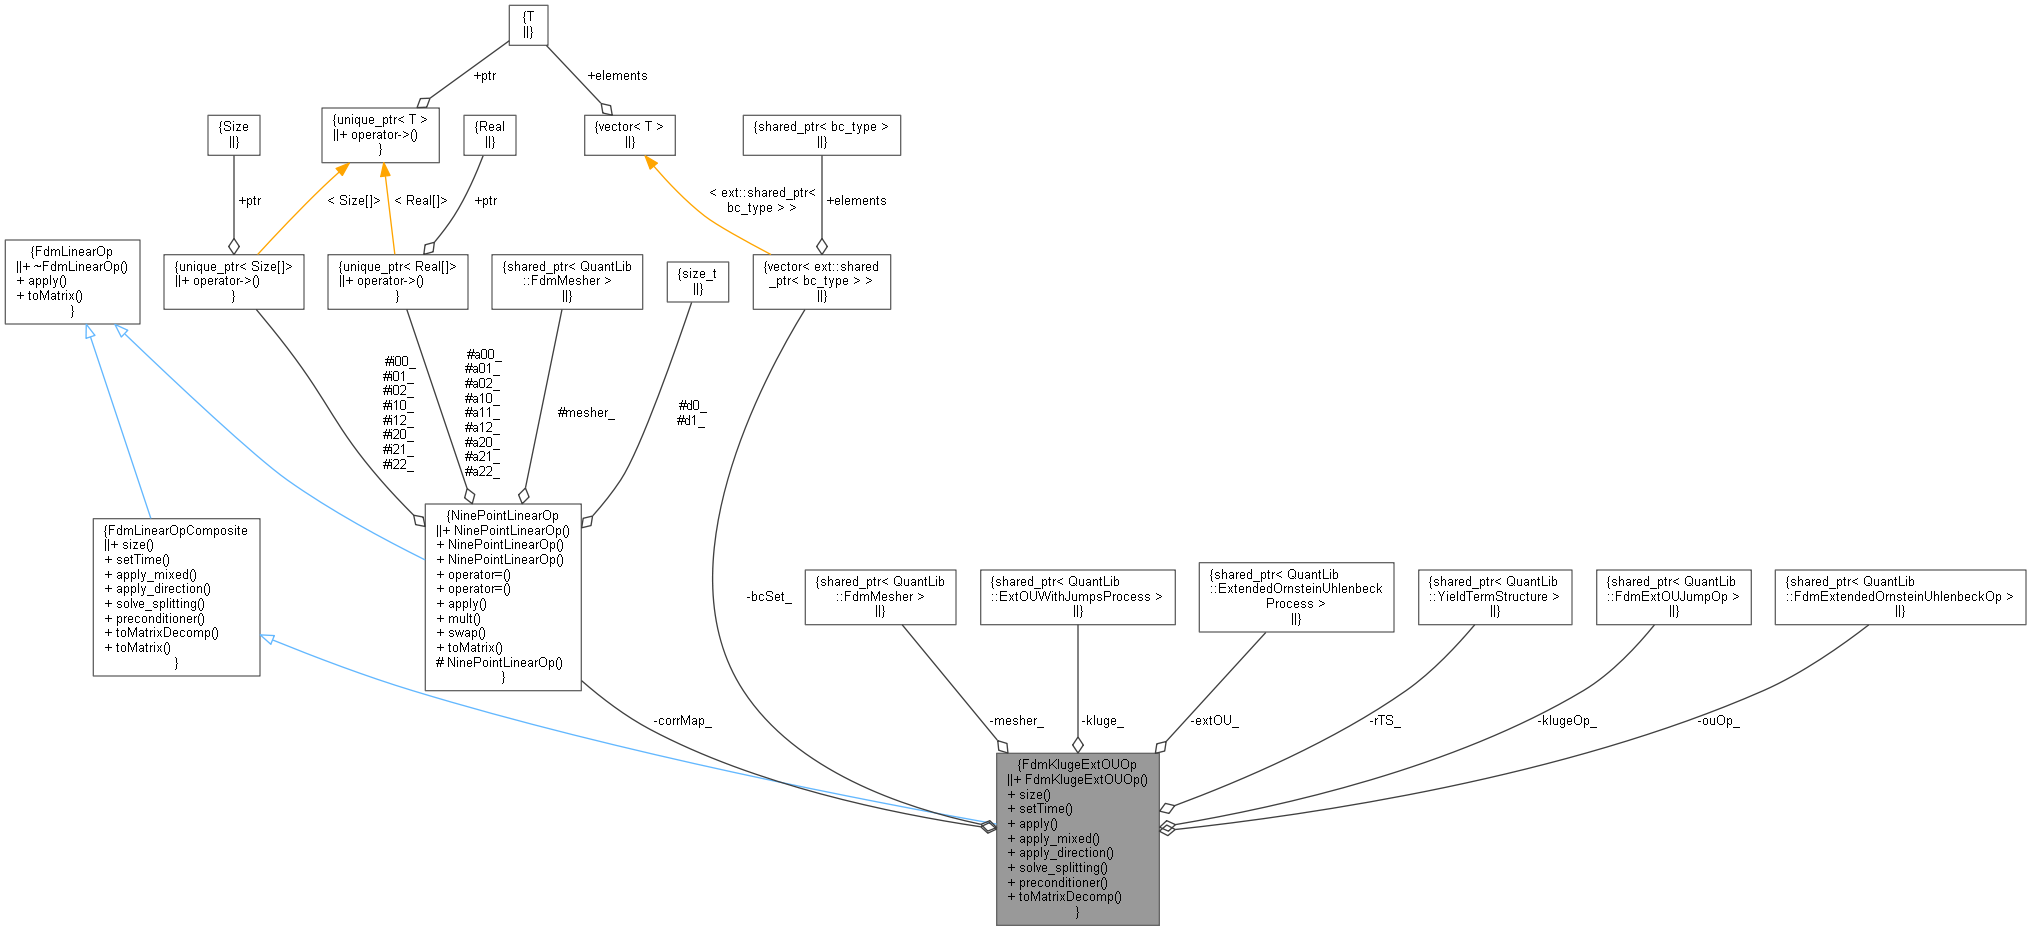 {T
||}
+ptr
+elements
{Size
||}
{unique_ptr< T >
||+ operator->()
}
{Real
||}
{vector< T >
||}
{shared_ptr< bc_type >
||}
+ptr
< Size[]>
< Real[]>
+ptr
< ext::shared_ptr<
bc_type > >
+elements
{FdmLinearOp
||+ ~FdmLinearOp()
+ apply()
+ toMatrix()
}
{unique_ptr< Size[]>
||+ operator->()
}
{unique_ptr< Real[]>
||+ operator->()
}
{shared_ptr< QuantLib
::FdmMesher >
||}
{size_t
||}
{vector< ext::shared
_ptr< bc_type > >
||}
#i00_
#i01_
#i02_
#i10_
#i12_
#i20_
#i21_
#i22_
#a00_
#a01_
#a02_
#a10_
#a11_
#a12_
#a20_
#a21_
#a22_
#mesher_
#d0_
#d1_
{FdmLinearOpComposite
||+ size()
+ setTime()
+ apply_mixed()
+ apply_direction()
+ solve_splitting()
+ preconditioner()
+ toMatrixDecomp()
+ toMatrix()
}
{NinePointLinearOp
||+ NinePointLinearOp()
+ NinePointLinearOp()
+ NinePointLinearOp()
+ operator=()
+ operator=()
+ apply()
+ mult()
+ swap()
+ toMatrix()
# NinePointLinearOp()
}
-bcSet_
{shared_ptr< QuantLib
::FdmMesher >
||}
{shared_ptr< QuantLib
::ExtOUWithJumpsProcess >
||}
{shared_ptr< QuantLib
::ExtendedOrnsteinUhlenbeck
Process >
||}
{shared_ptr< QuantLib
::YieldTermStructure >
||}
{shared_ptr< QuantLib
::FdmExtOUJumpOp >
||}
{shared_ptr< QuantLib
::FdmExtendedOrnsteinUhlenbeckOp >
||}
-corrMap_
-mesher_
-kluge_
-extOU_
-rTS_
-klugeOp_
-ouOp_
{FdmKlugeExtOUOp
||+ FdmKlugeExtOUOp()
+ size()
+ setTime()
+ apply()
+ apply_mixed()
+ apply_direction()
+ solve_splitting()
+ preconditioner()
+ toMatrixDecomp()
}